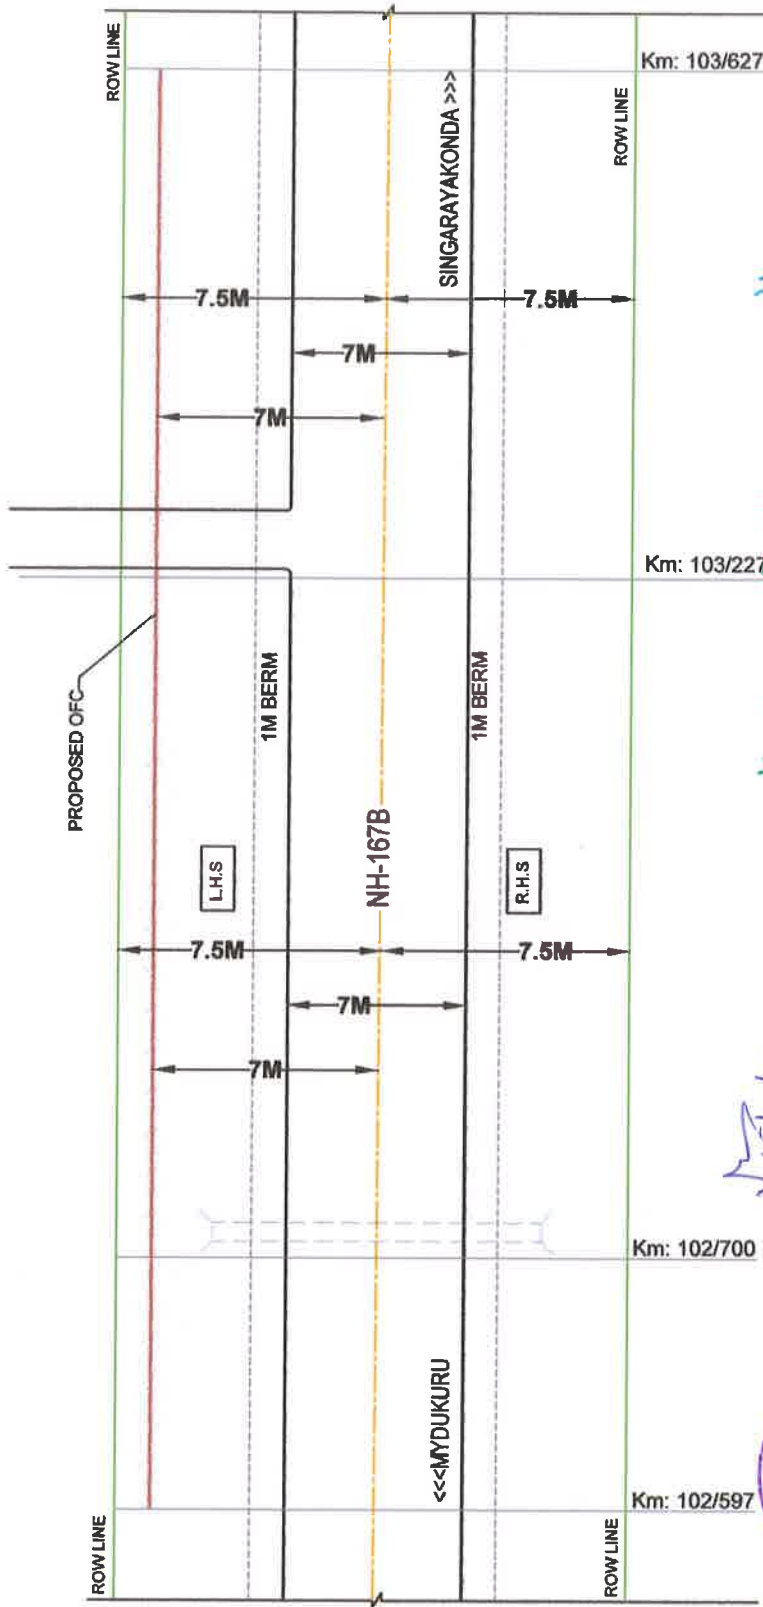 ROW LINE
Km: 103/627
SINGARAYAKONDA >>>
ROW LINE
7.5M
7.5M
7M
7M
Km: 103/227
PROPOSED OFC
1M BERM
1M BERM
NH-167B
L.H.S
R.H.S
7.5M
7.5M
7M
7M
Km: 102/700
<<<MYDUKURU
Km: 102/597
ROW LINE
ROW LINE